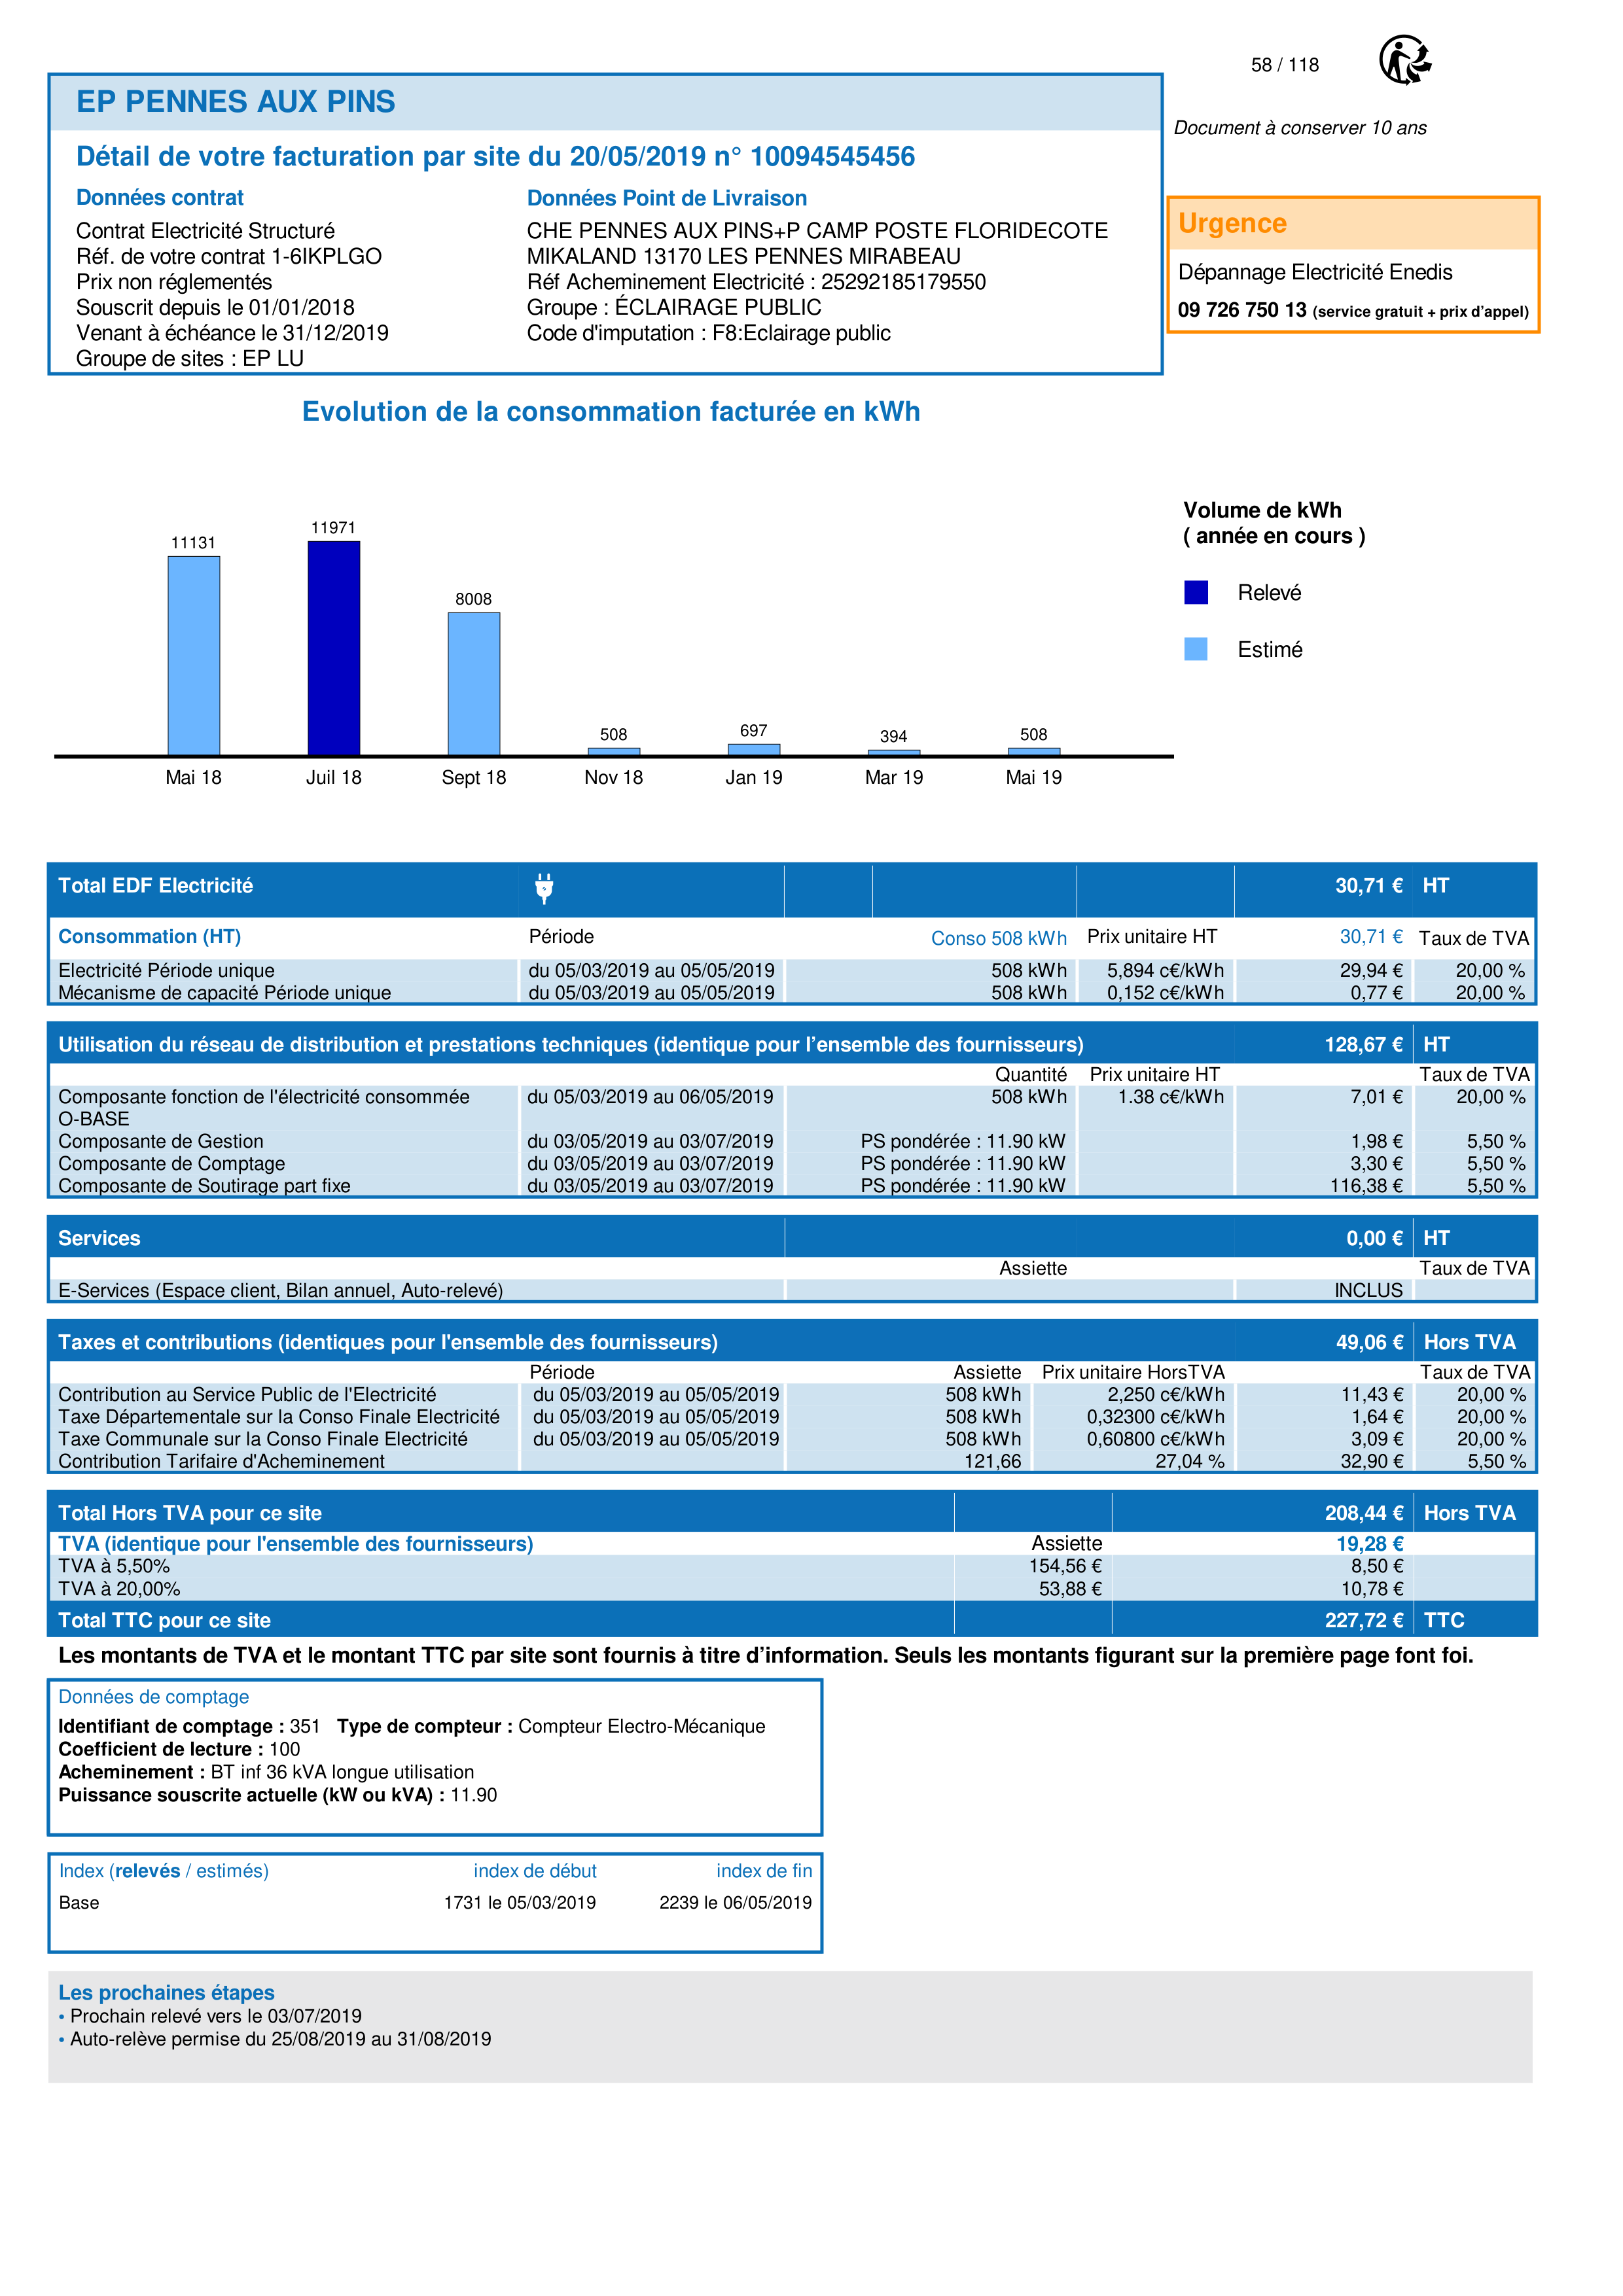 58 / 118
EP PENNES AUX PINS
Document à conserver 10 ans
Détail de votre facturation par site du 20/05/2019 n° 10094545456
Données contrat
Contrat Electricité Structuré
Réf. de votre contrat 1-6IKPLGO
Prix non réglementés
Souscrit depuis le 01/01/2018
Venant à échéance le 31/12/2019
Groupe de sites : EP LU
Données Point de Livraison
CHE PENNES AUX PINS+P CAMP POSTE FLORIDECOTE
MIKALAND 13170 LES PENNES MIRABEAU
Réf Acheminement Electricité : 25292185179550
Groupe : ÉCLAIRAGE PUBLIC
Code d'imputation : F8:Eclairage public
Urgence
Dépannage Electricité Enedis
09 726 750 13 (service gratuit + prix d’appel)
Evolution de la consommation facturée en kWh
11131 11971 8008 508 697 394 508
Mai 18 Juil 18 Sept 18 Nov 18 Jan 19 Mar 19 Mai 19
Volume de kWh
( année en cours )
Relevé
Estimé
Total EDF Electricité 30,71 € HT
Consommation (HT) Période Conso 508 kWh Prix unitaire HT 30,71 € Taux de TVA
Electricité Période unique du 05/03/2019 au 05/05/2019 508 kWh 5,894 c€/kWh 29,94 € 20,00 %
Mécanisme de capacité Période unique du 05/03/2019 au 05/05/2019 508 kWh 0,152 c€/kWh 0,77 € 20,00 %
Utilisation du réseau de distribution et prestations techniques (identique pour l’ensemble des fournisseurs) 128,67 € HT
Quantité Prix unitaire HT Taux de TVA
Composante fonction de l'électricité consommée du 05/03/2019 au 06/05/2019 508 kWh 1.38 c€/kWh 7,01 € 20,00 %
O-BASE
Composante de Gestion du 03/05/2019 au 03/07/2019 PS pondérée : 11.90 kW 1,98 € 5,50 %
Composante de Comptage du 03/05/2019 au 03/07/2019 PS pondérée : 11.90 kW 3,30 € 5,50 %
Composante de Soutirage part fixe du 03/05/2019 au 03/07/2019 PS pondérée : 11.90 kW 116,38 € 5,50 %
Services 0,00 € HT
Assiette Taux de TVA
E-Services (Espace client, Bilan annuel, Auto-relevé) INCLUS
Taxes et contributions (identiques pour l'ensemble des fournisseurs) 49,06 € Hors TVA
Période Assiette Prix unitaire HorsTVA Taux de TVA
Contribution au Service Public de l'Electricité du 05/03/2019 au 05/05/2019 508 kWh 2,250 c€/kWh 11,43 € 20,00 %
Taxe Départementale sur la Conso Finale Electricité du 05/03/2019 au 05/05/2019 508 kWh 0,32300 c€/kWh 1,64 € 20,00 %
Taxe Communale sur la Conso Finale Electricité du 05/03/2019 au 05/05/2019 508 kWh 0,60800 c€/kWh 3,09 € 20,00 %
Contribution Tarifaire d'Acheminement 121,66 27,04 % 32,90 € 5,50 %
Total Hors TVA pour ce site 208,44 € Hors TVA
TVA (identique pour l'ensemble des fournisseurs) Assiette 19,28 €
TVA à 5,50% 154,56 € 8,50 €
TVA à 20,00% 53,88 € 10,78 €
Total TTC pour ce site 227,72 € TTC
Les montants de TVA et le montant TTC par site sont fournis à titre d’information. Seuls les montants figurant sur la première page font foi.
Données de comptage
Identifiant de comptage : 351 Type de compteur : Compteur Electro-Mécanique
Coefficient de lecture : 100
Acheminement : BT inf 36 kVA longue utilisation
Puissance souscrite actuelle (kW ou kVA) : 11.90
Index (relevés / estimés) index de début index de fin
Base 1731 le 05/03/2019 2239 le 06/05/2019
Les prochaines étapes
• Prochain relevé vers le 03/07/2019
• Auto-relève permise du 25/08/2019 au 31/08/2019